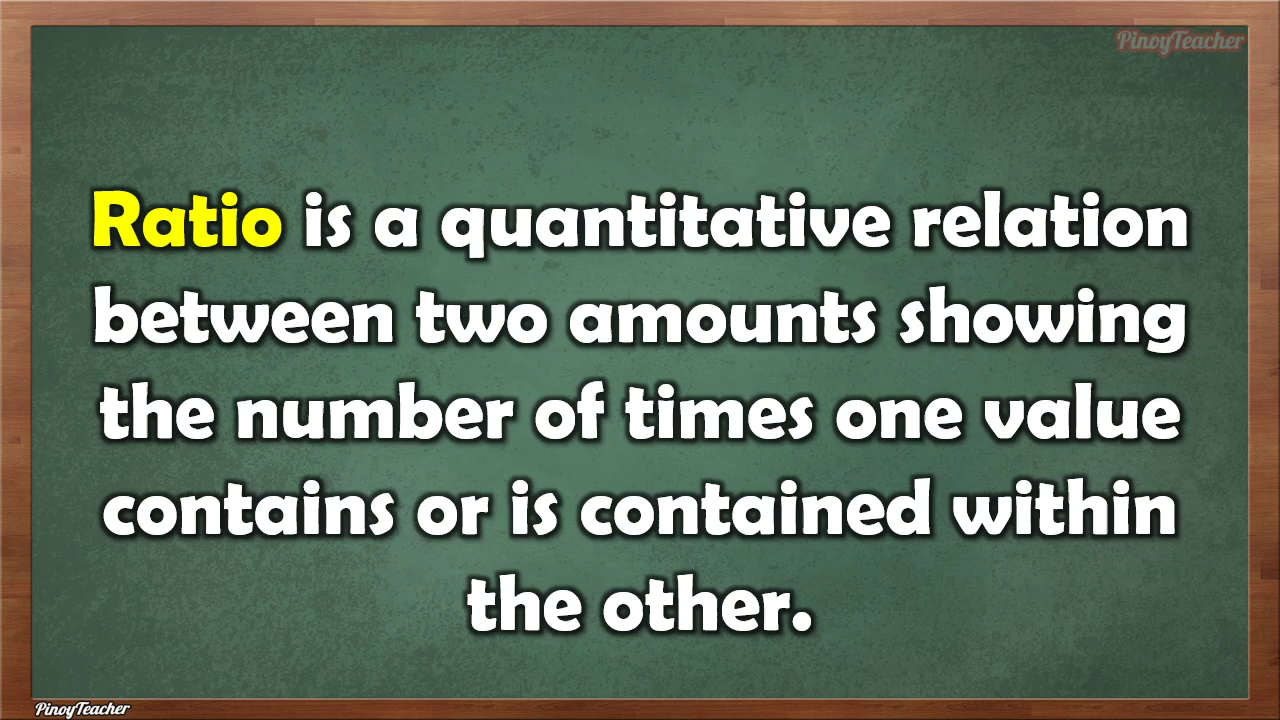 PinoyTeacher
Ratio is a quantitative relation
between two amounts showing
the number of times one value
contains or is contained within
the other.
PinoyTeacher